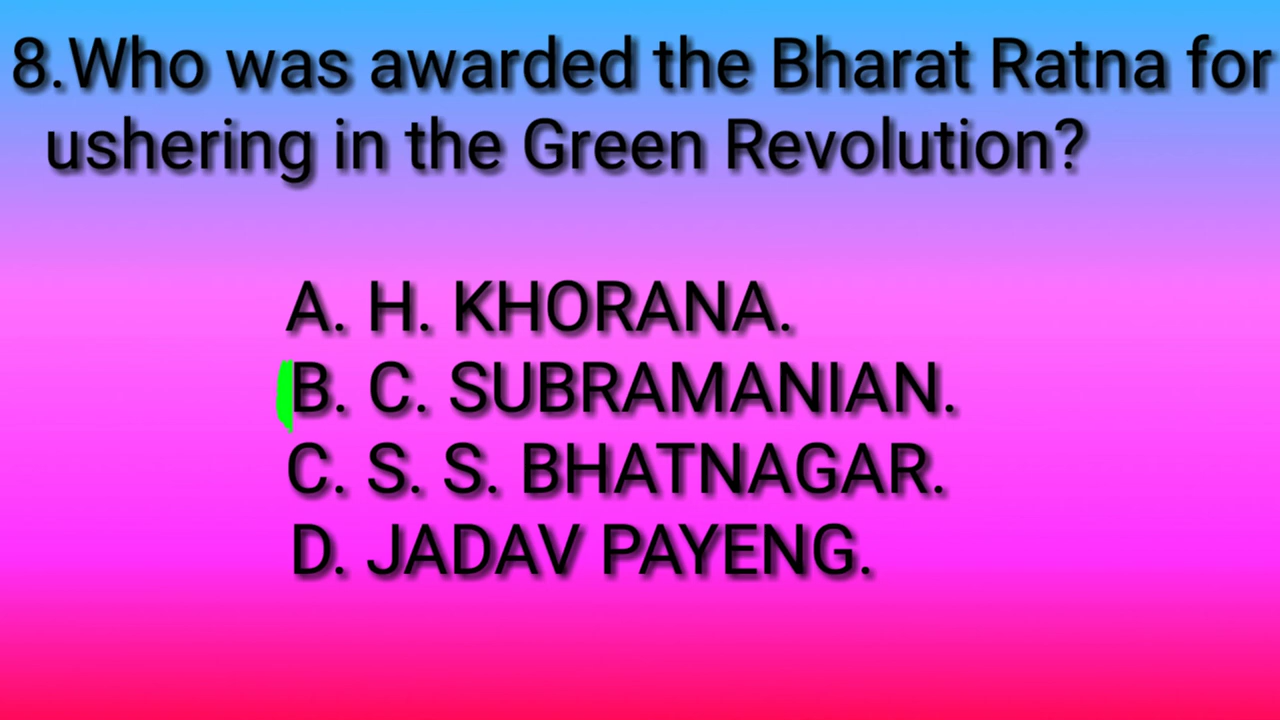 8.Who was awarded the Bharat Ratna for
ushering in the Green Revolution?
A. H. KHORANA.
B. C. SUBRAMANIAN.
C. S. S. BHATNAGAR.
D. JADAV PAYENG.